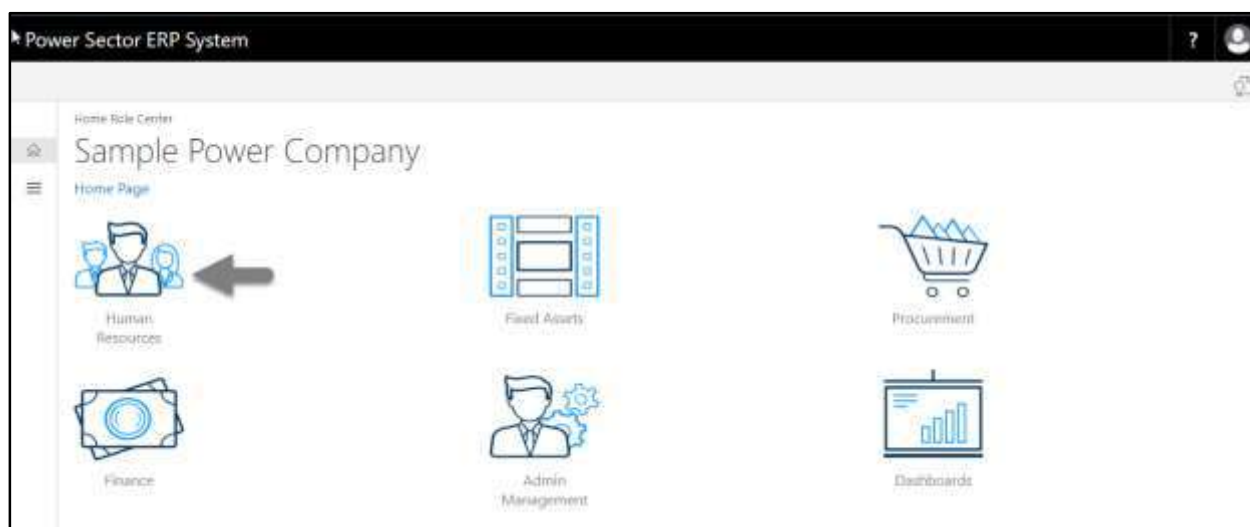 Power Sector ERP System
?
Home Role Center
Sample Power Company
Home Page
Human
Resources
Fixed Assets
Procurement
Finance
Admin
Management
Dashboards